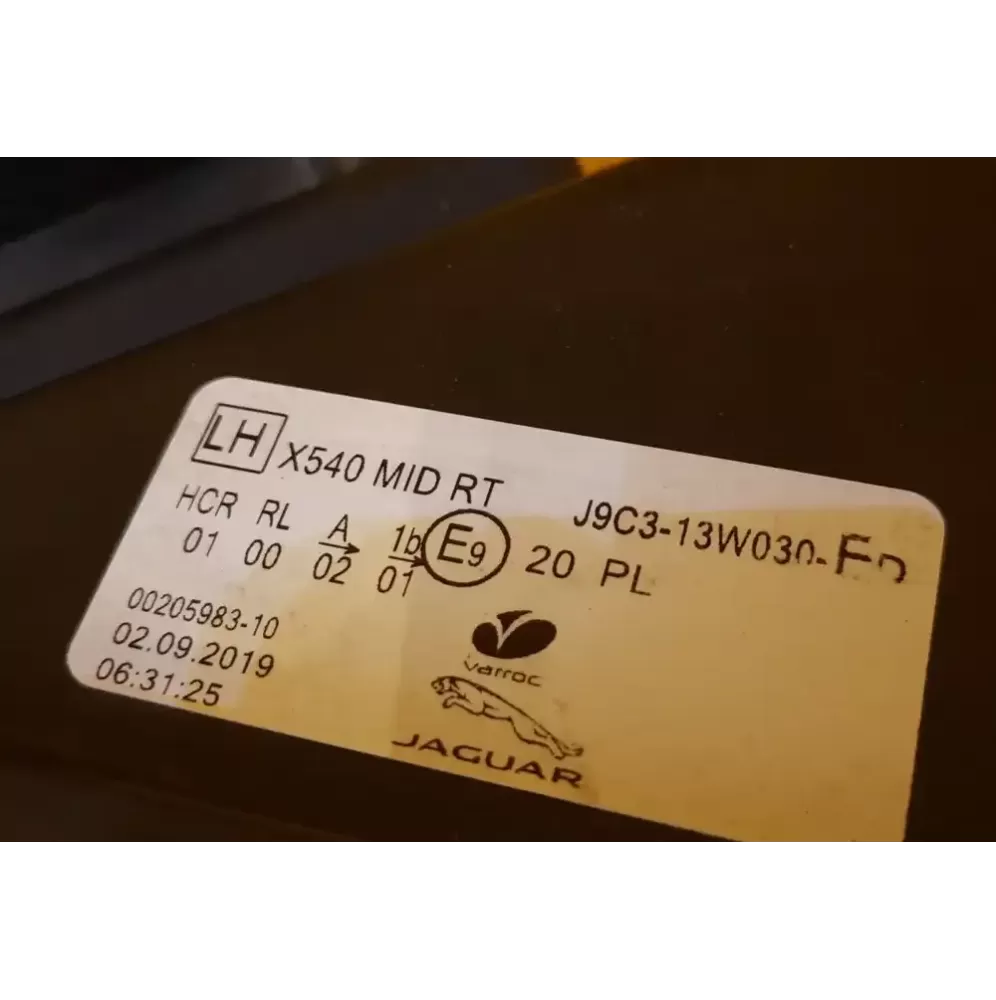 LH X540 MID RT J9C3-13W030-
HCR RL A 1b E9 20 PL
01 00 02 01
00205983-10
02.09.2019
06:31:25
varroc
JAGUAR